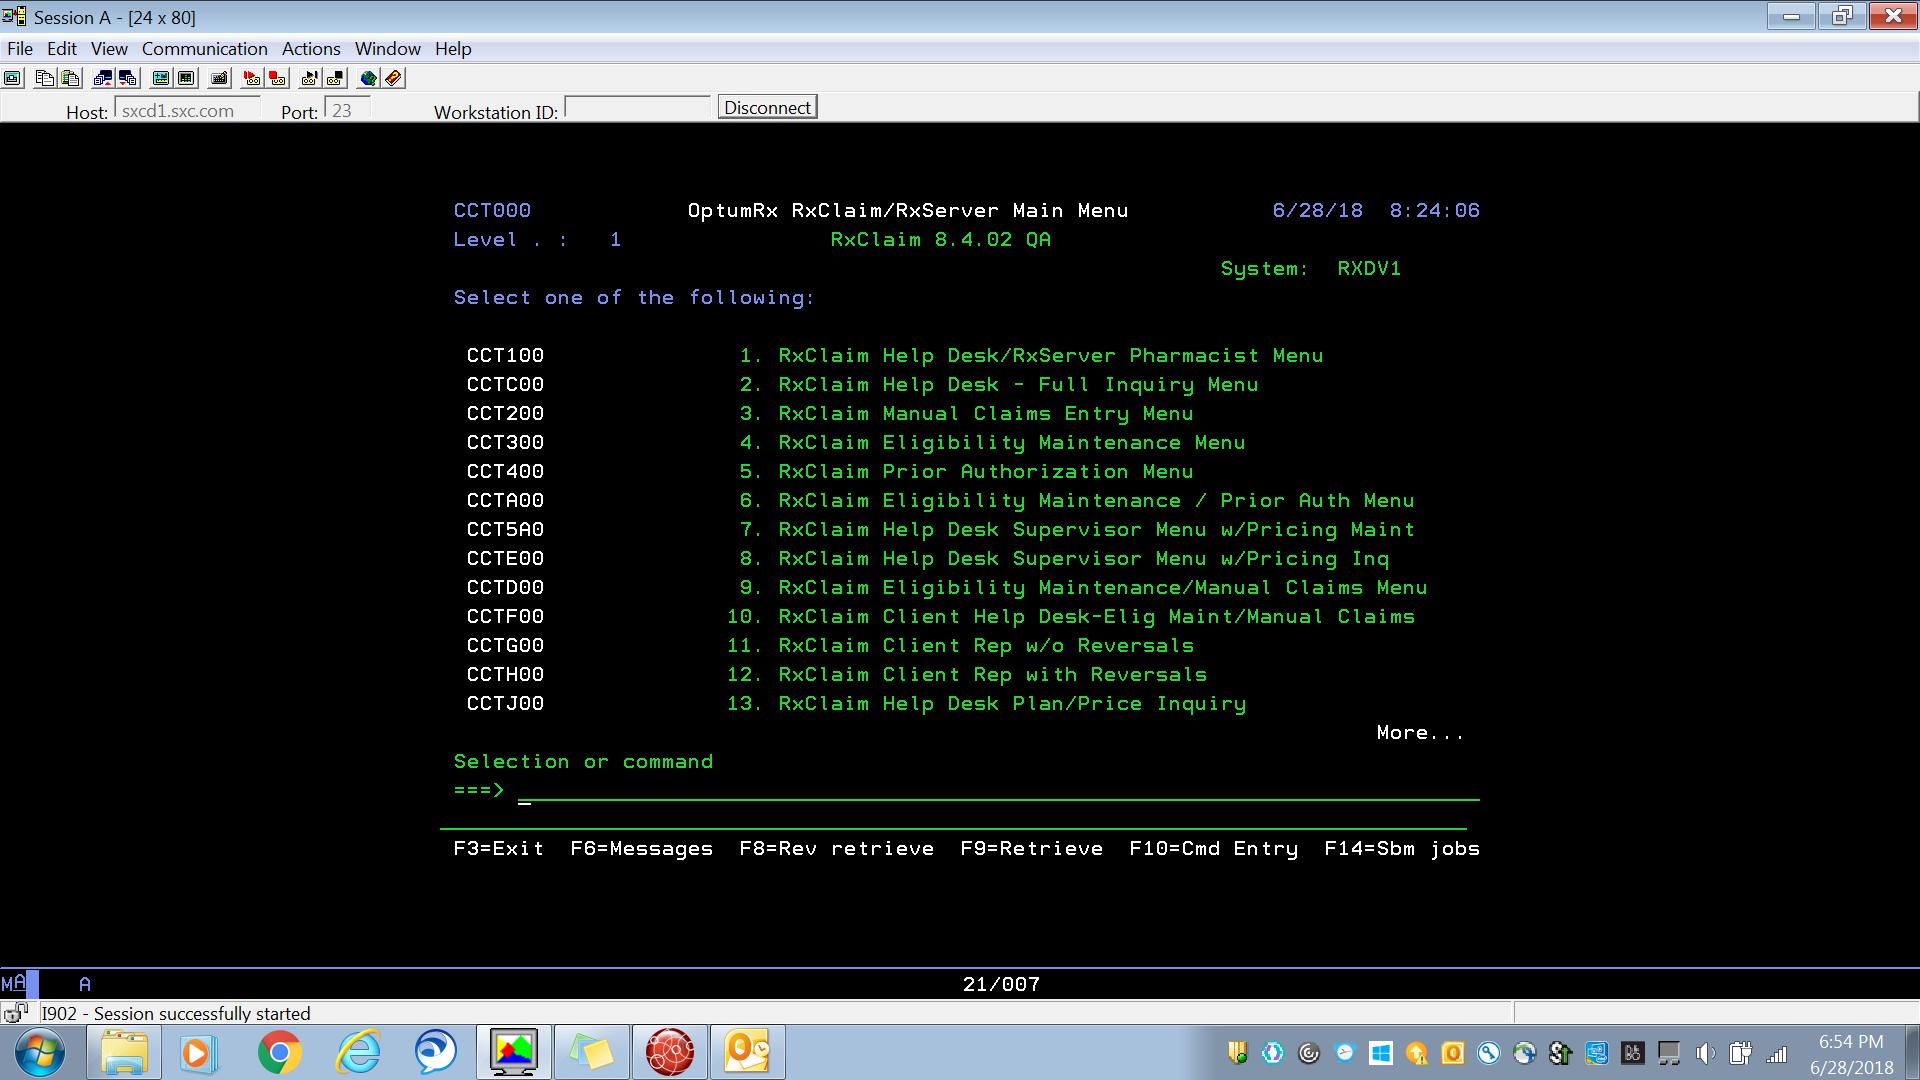 Session A - [24 x 80]
File Edit View Communication Actions Window Help
Host: sxcd1.sxc.com Port: 23 Workstation ID: Disconnect
CCT000 OptumRx RxClaim/RxServer Main Menu 6/28/18 8:24:06
Level . : 1 RxClaim 8.4.02 QA
System: RXDV1
Select one of the following:
CCT100 1. RxClaim Help Desk/RxServer Pharmacist Menu
CCTC00 2. RxClaim Help Desk - Full Inquiry Menu
CCT200 3. RxClaim Manual Claims Entry Menu
CCT300 4. RxClaim Eligibility Maintenance Menu
CCT400 5. RxClaim Prior Authorization Menu
CCTA00 6. RxClaim Eligibility Maintenance / Prior Auth Menu
CCT5A0 7. RxClaim Help Desk Supervisor Menu w/Pricing Maint
CCTE00 8. RxClaim Help Desk Supervisor Menu w/Pricing Inq
CCTD00 9. RxClaim Eligibility Maintenance/Manual Claims Menu
CCTF00 10. RxClaim Client Help Desk-Elig Maint/Manual Claims
CCTG00 11. RxClaim Client Rep w/o Reversals
CCTH00 12. RxClaim Client Rep with Reversals
CCTJ00 13. RxClaim Help Desk Plan/Price Inquiry
More...
Selection or command
===> _
F3=Exit F6=Messages F8=Rev retrieve F9=Retrieve F10=Cmd Entry F14=Sbm jobs
MA A 21/007
I902 - Session successfully started
6:54 PM
6/28/2018